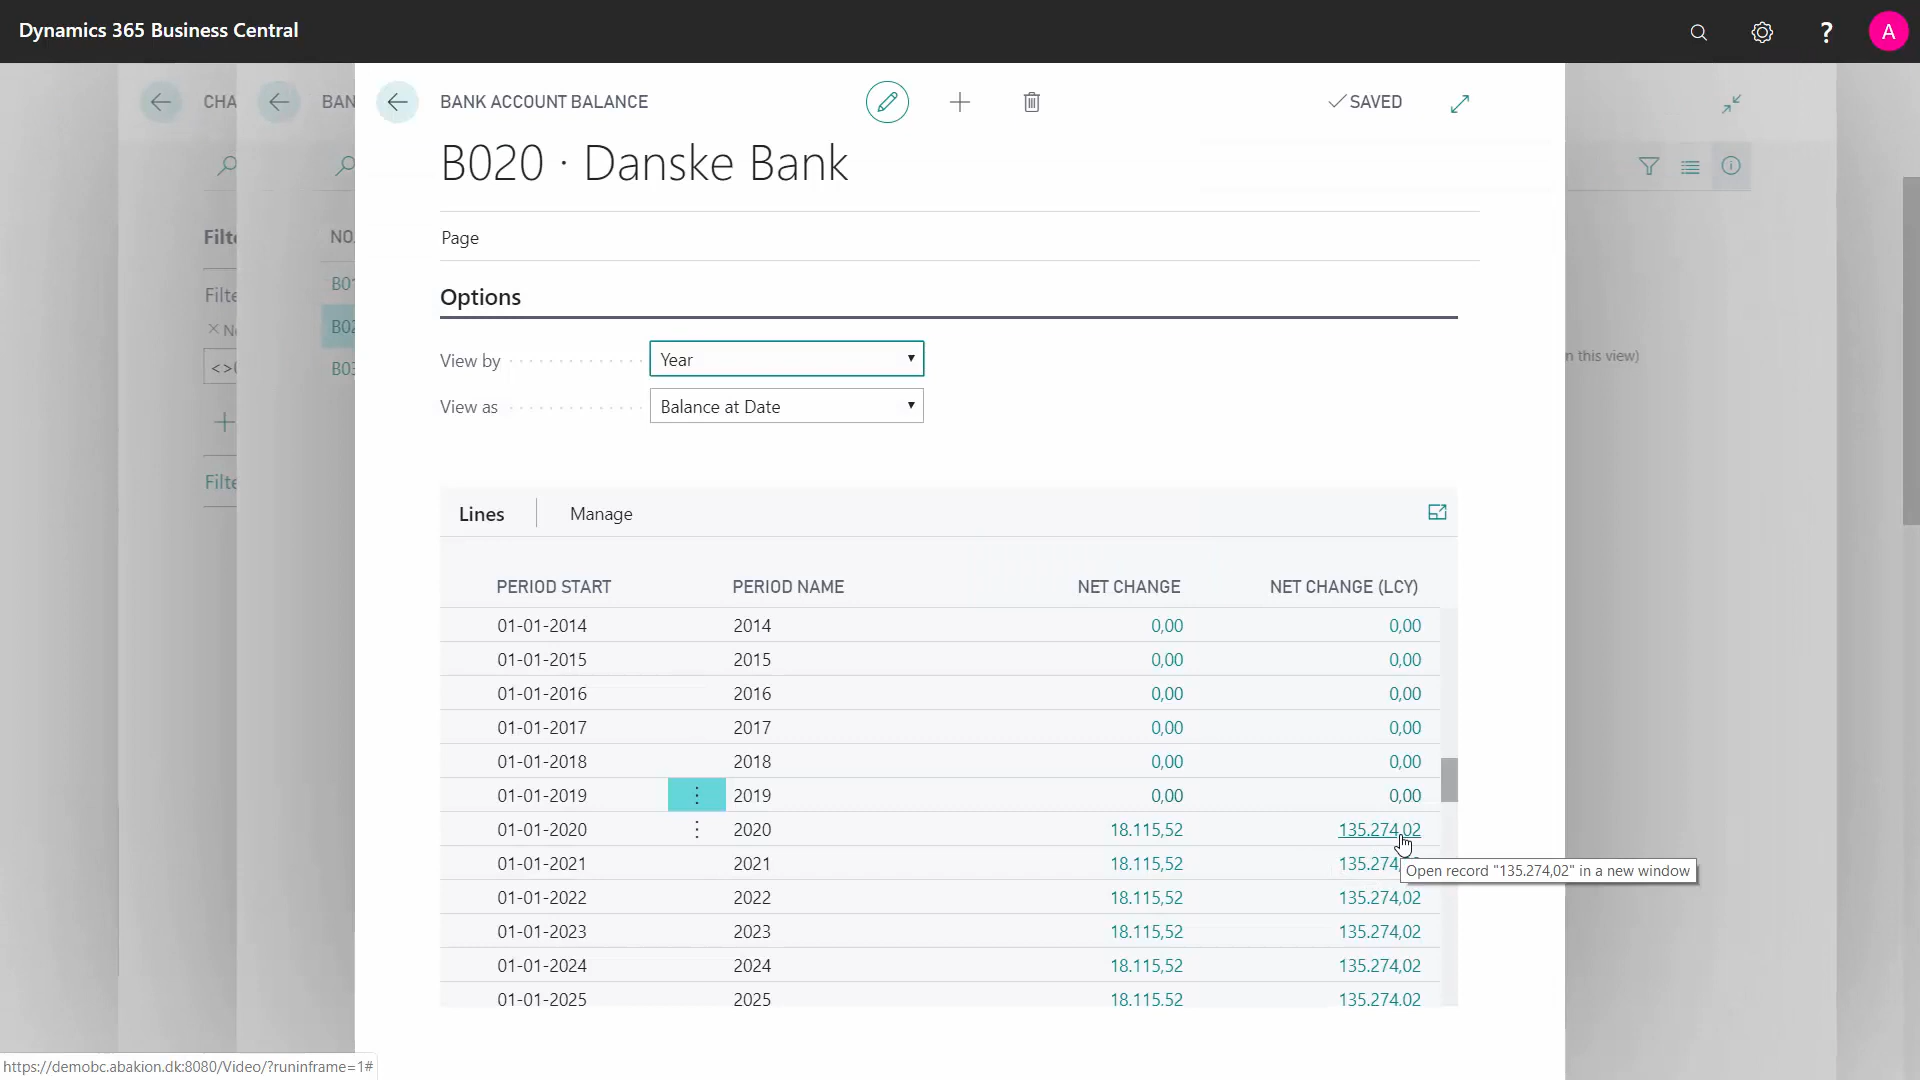 Dynamics 365 Business Central
?
A
CHA
BAN
BANK ACCOUNT BALANCE
SAVED
B020 · Danske Bank
Page
Filte
NO.
Filte
B01
× No
B02
<>(
B03
Filte
n this view)
Options
View by
Year
View as
Balance at Date
Lines
Manage
PERIOD START PERIOD NAME NET CHANGE NET CHANGE (LCY)
01-01-2014 2014 0,00 0,00
01-01-2015 2015 0,00 0,00
01-01-2016 2016 0,00 0,00
01-01-2017 2017 0,00 0,00
01-01-2018 2018 0,00 0,00
01-01-2019 2019 0,00 0,00
01-01-2020 2020 18.115,52 135.274,02
01-01-2021 2021 18.115,52 135.274,
Open record "135.274,02" in a new window
01-01-2022 2022 18.115,52 135.274,02
01-01-2023 2023 18.115,52 135.274,02
01-01-2024 2024 18.115,52 135.274,02
01-01-2025 2025 18.115,52 135.274,02
https://demobc.abakion.dk:8080/Video/?runinframe=1#